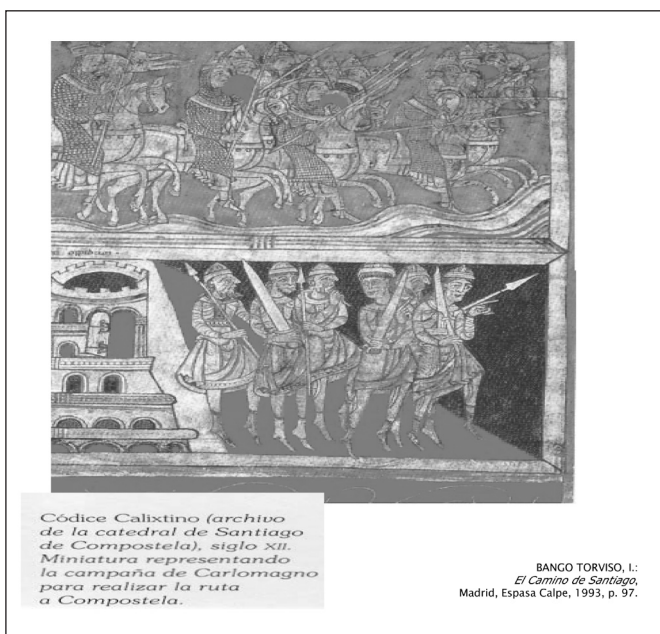 Códice Calixtino (archivo
de la catedral de Santiago
de Compostela), siglo XII.
Miniatura representando
la campaña de Carlomagno
para realizar la ruta
a Compostela.
BANGO TORVISO, I.:
El Camino de Santiago,
Madrid, Espasa Calpe, 1993, p. 97.